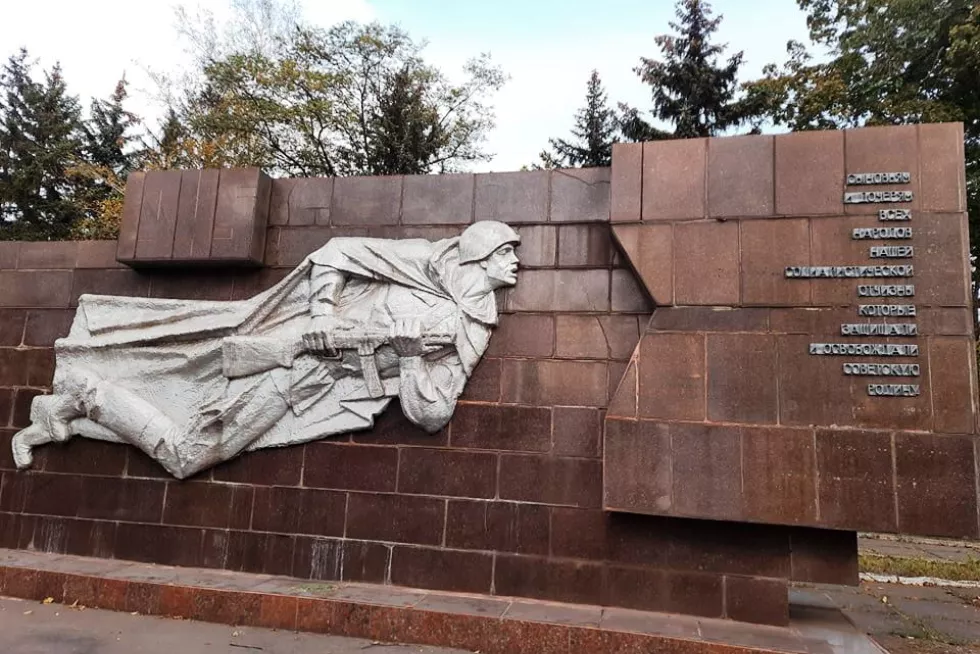 СЫНОВЬЯМ
И ДОЧЕРЯМ
ВСЕХ
НАРОДОВ
НАШЕЙ
СОЦИАЛИСТИЧЕСКОЙ
ОТЧИЗНЫ
КОТОРЫЕ
ЗАЩИЩАЛИ
И ОСВОБОЖДАЛИ
СОВЕТСКУЮ
РОДИНУ